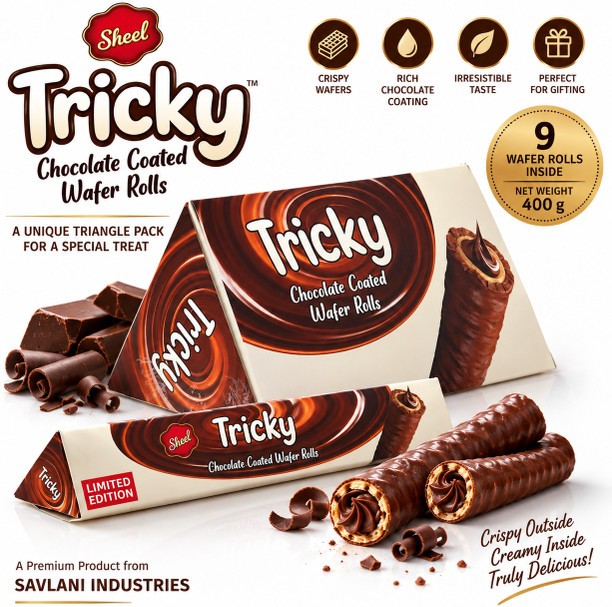 Sheel
Tricky™
Chocolate Coated
Wafer Rolls
A UNIQUE TRIANGLE PACK
FOR A SPECIAL TREAT
CRISPY
WAFERS
RICH
CHOCOLATE
COATING
IRRESISTIBLE
TASTE
PERFECT
FOR GIFTING
9
WAFER ROLLS
INSIDE
NET WEIGHT
400 g
Tricky
Chocolate Coated
Wafer Rolls
Tricky
Sheel
Tricky
Chocolate Coated Wafer Rolls
Tricky
LIMITED
EDITION
Crispy Outside
Creamy Inside
Truly Delicious!
A Premium Product from
SAVLANI INDUSTRIES